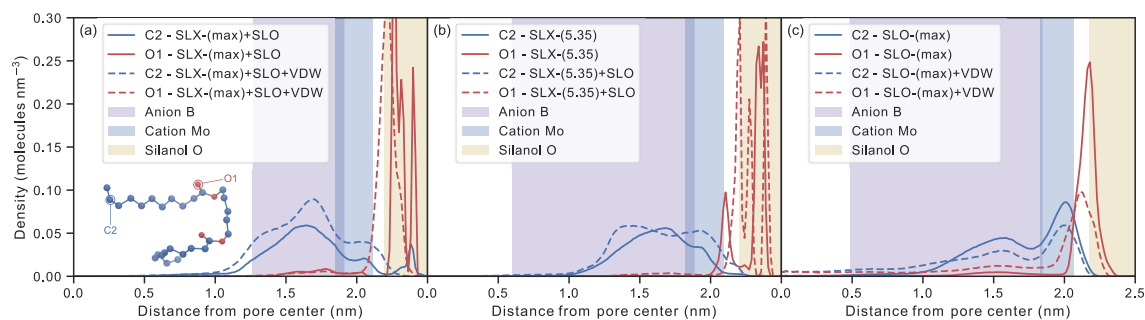 (a)
C2 - SLX-(max)+SLO
O1 - SLX-(max)+SLO
C2 - SLX-(max)+SLO+VDW
O1 - SLX-(max)+SLO+VDW
Anion B
Cation Mo
Silanol O
O1
C2
Density (molecules nm⁻³)
0.30
0.25
0.20
0.15
0.10
0.05
0.00
0.0 0.5 1.0 1.5 2.0
Distance from pore center (nm)
(b)
C2 - SLX-(5.35)
O1 - SLX-(5.35)
C2 - SLX-(5.35)+SLO
O1 - SLX-(5.35)+SLO
Anion B
Cation Mo
Silanol O
0.0 0.5 1.0 1.5 2.0
Distance from pore center (nm)
(c)
C2 - SLO-(max)
O1 - SLO-(max)
C2 - SLO-(max)+VDW
O1 - SLO-(max)+VDW
Anion B
Cation Mo
Silanol O
0.0 0.5 1.0 1.5 2.0 2.5
Distance from pore center (nm)